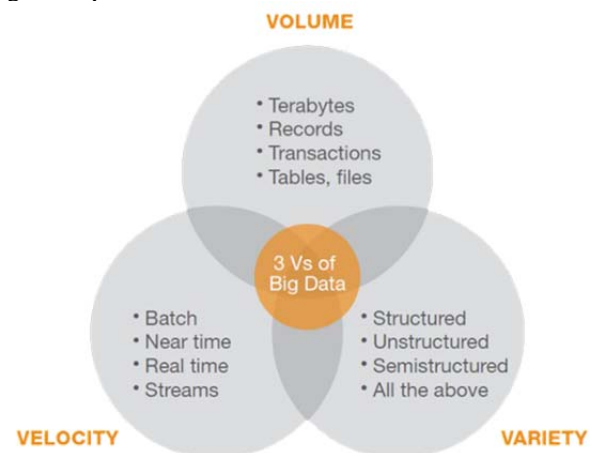 VOLUME
• Terabytes
• Records
• Transactions
• Tables, files
3 Vs of
Big Data
• Batch
• Near time
• Real time
• Streams
• Structured
• Unstructured
• Semistructured
• All the above
VELOCITY
VARIETY